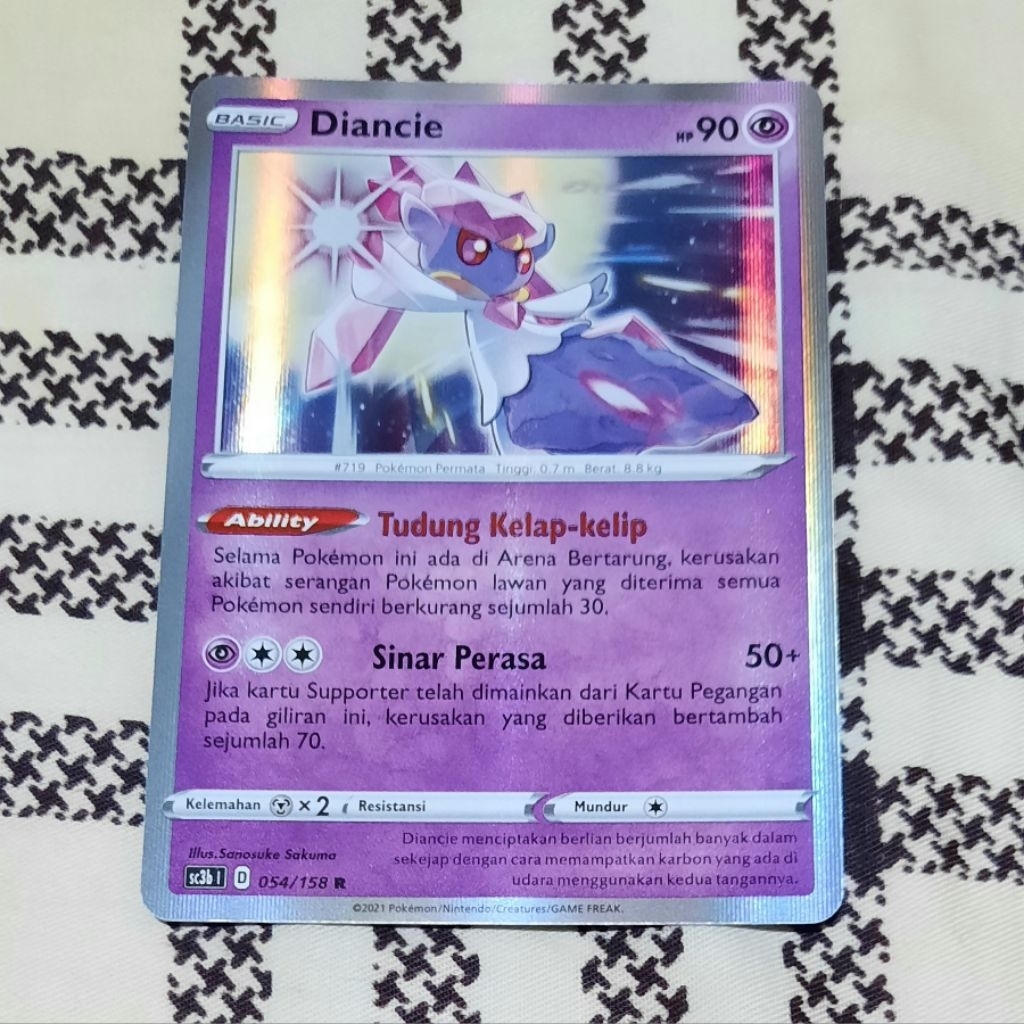 BASIC Diancie HP 90
#719 Pokémon Permata Tinggi. 0.7 m Berat. 8.8 kg
Ability Tudung Kelap-kelip
Selama Pokémon ini ada di Arena Bertarung, kerusakan
akibat serangan Pokémon lawan yang diterima semua
Pokémon sendiri berkurang sejumlah 30.
Sinar Perasa 50+
Jika kartu Supporter telah dimainkan dari Kartu Pegangan
pada giliran ini, kerusakan yang diberikan bertambah
sejumlah 70.
Kelemahan ×2 Resistansi Mundur
Diancie menciptakan berlian berjumlah banyak dalam
sekejap dengan cara memampatkan karbon yang ada di
udara menggunakan kedua tangannya.
Illus.Sanosuke Sakuma
sc3b I D 054/158 R
©2021 Pokémon/Nintendo/Creatures/GAME FREAK.